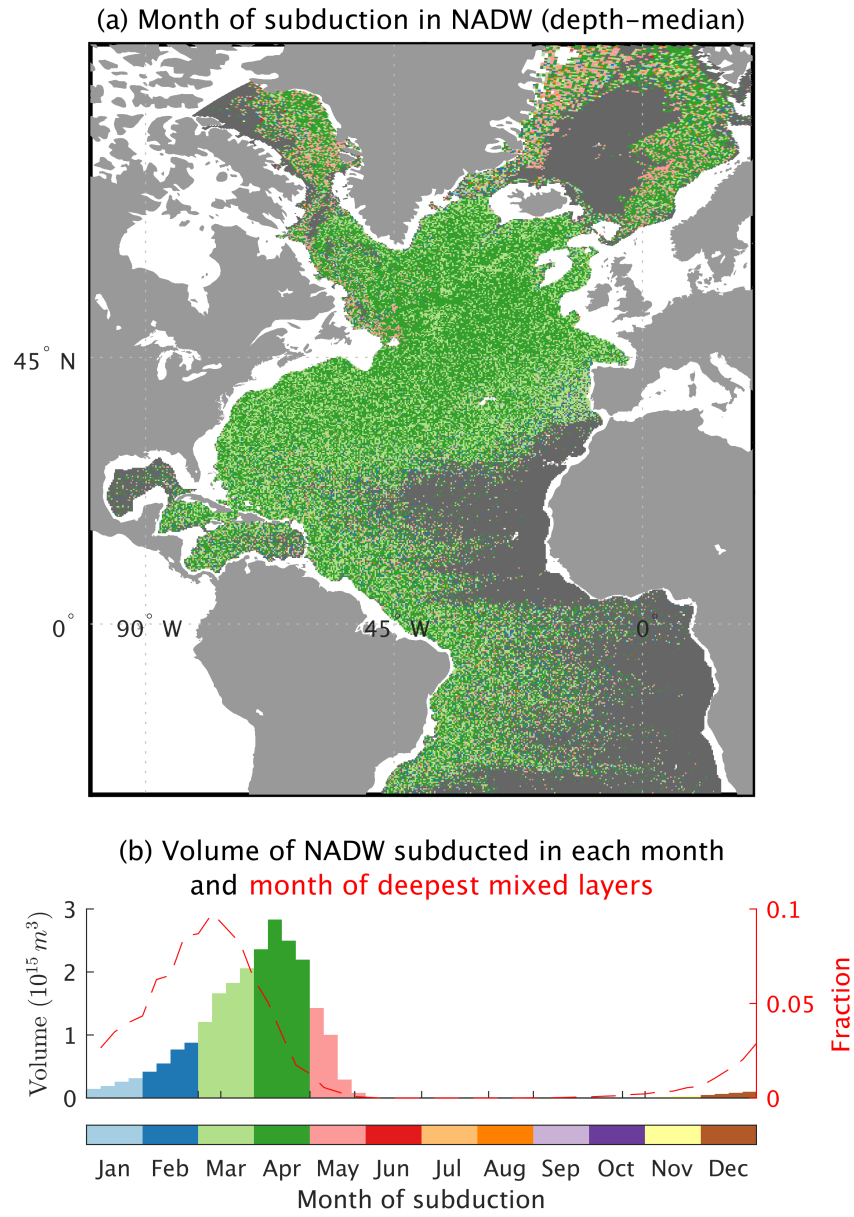 (a) Month of subduction in NADW (depth-median)
45° N
0°
90° W
45° W
0°
(b) Volume of NADW subducted in each month
and month of deepest mixed layers
Volume (10^15 m^3)
3
2
1
0
0.1
0.05
0
Fraction
Jan Feb Mar Apr May Jun Jul Aug Sep Oct Nov Dec
Month of subduction